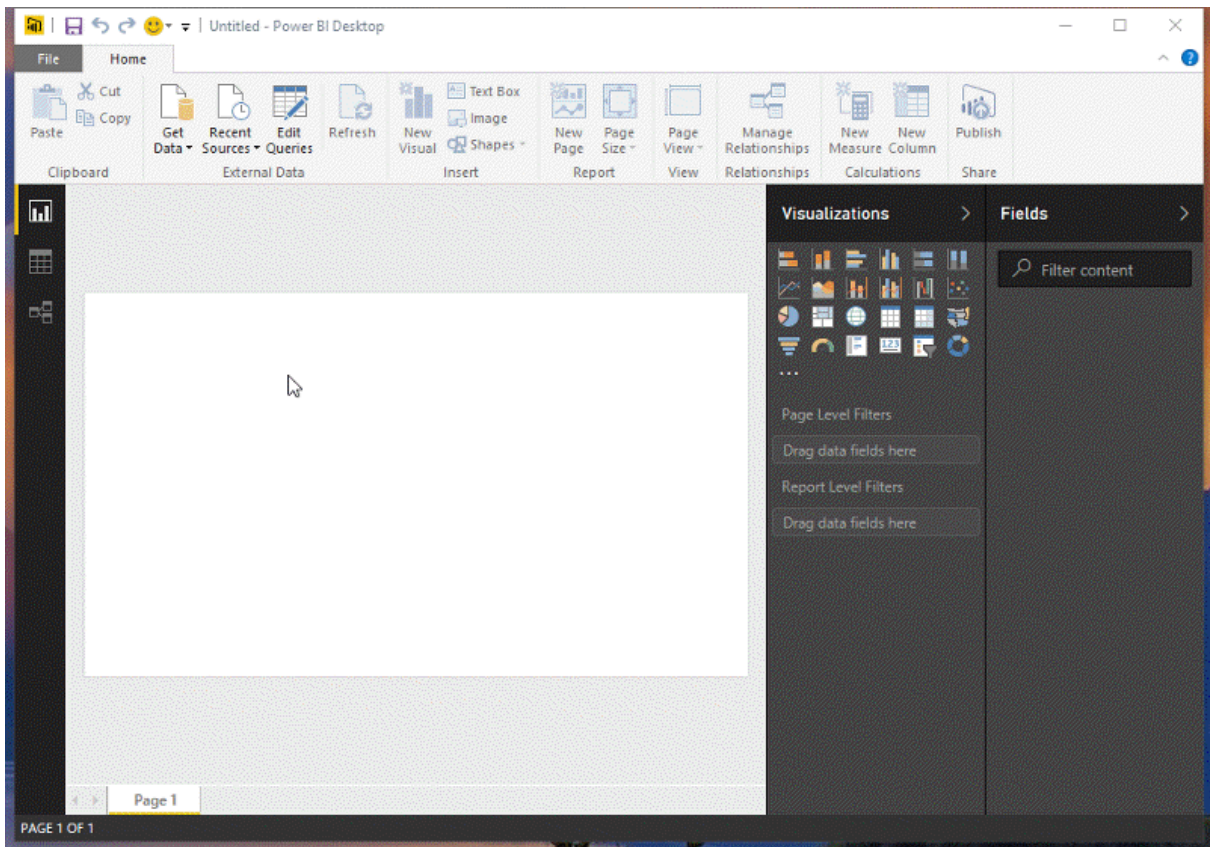 Untitled - Power BI Desktop
File Home
Cut
Copy
Paste
Clipboard
Get Data
Recent Sources
Edit Queries
Refresh
External Data
New Visual
Text Box
Image
Shapes
Insert
New Page
Page Size
Report
Page View
View
Manage Relationships
Relationships
New Measure
New Column
Calculations
Publish
Share
Visualizations
Fields
Filter content
123
Page Level Filters
Drag data fields here
Report Level Filters
Drag data fields here
Page 1
PAGE 1 OF 1